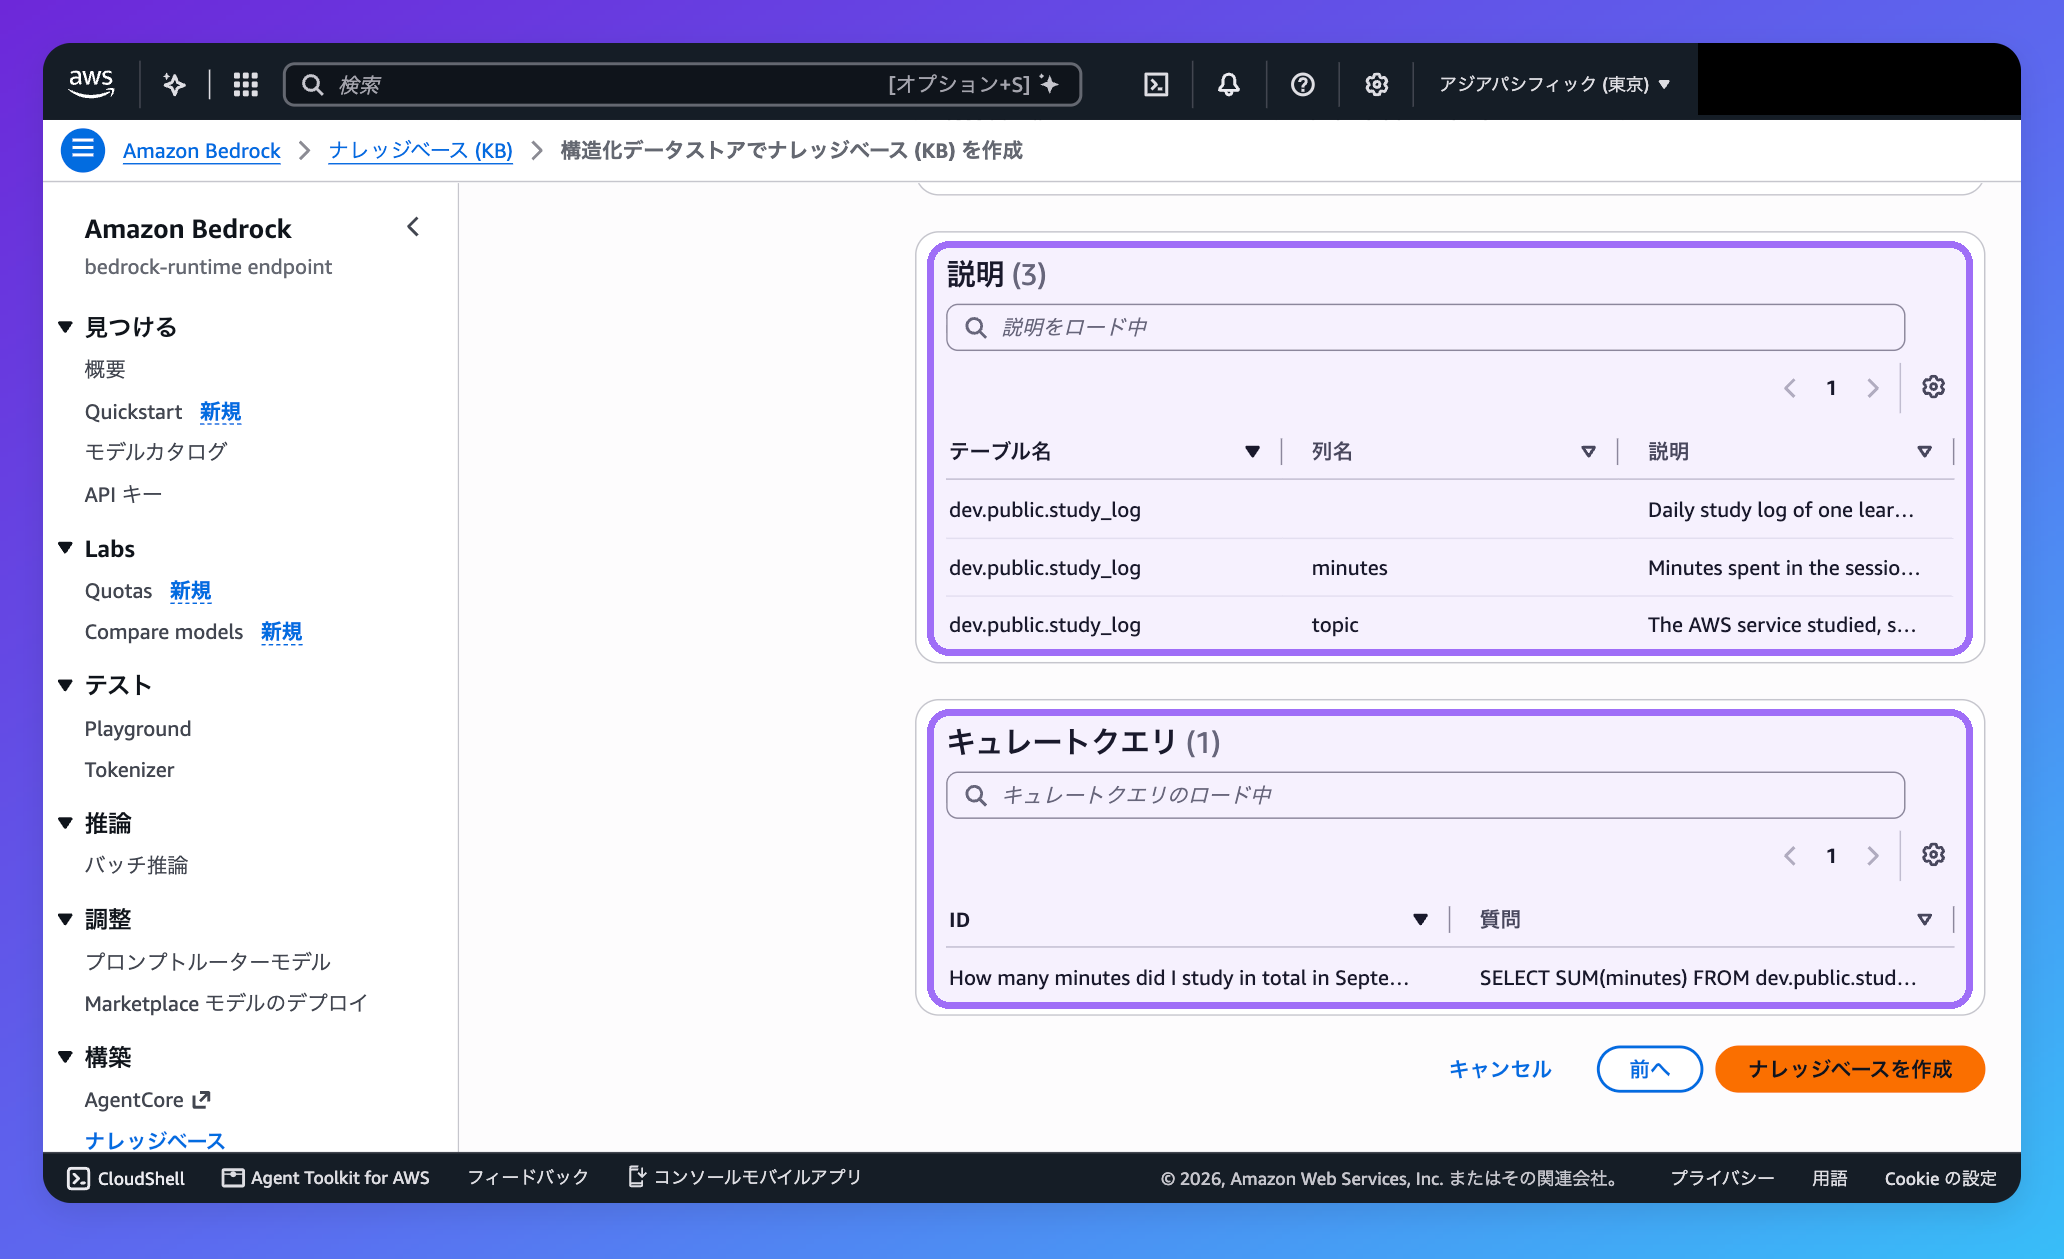 aws
検索 [オプション+S]
アジアパシフィック (東京) ▼
Amazon Bedrock > ナレッジベース (KB) > 構造化データストアでナレッジベース (KB) を作成
Amazon Bedrock
bedrock-runtime endpoint
▼ 見つける
概要
Quickstart 新規
モデルカタログ
API キー
▼ Labs
Quotas 新規
Compare models 新規
▼ テスト
Playground
Tokenizer
▼ 推論
バッチ推論
▼ 調整
プロンプトルーターモデル
Marketplace モデルのデプロイ
▼ 構築
AgentCore
ナレッジベース
説明 (3)
説明をロード中
1
テーブル名 列名 説明
dev.public.study_log Daily study log of one lear…
dev.public.study_log minutes Minutes spent in the sessio…
dev.public.study_log topic The AWS service studied, s…
キュレートクエリ (1)
キュレートクエリのロード中
1
ID 質問
How many minutes did I study in total in Septe… SELECT SUM(minutes) FROM dev.public.stud…
キャンセル 前へ ナレッジベースを作成
CloudShell Agent Toolkit for AWS フィードバック コンソールモバイルアプリ © 2026, Amazon Web Services, Inc. またはその関連会社。 プライバシー 用語 Cookie の設定